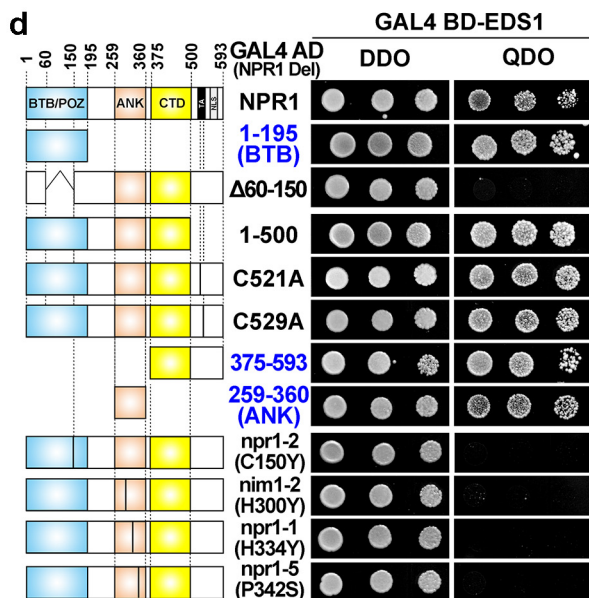 d
GAL4 BD-EDS1
1 60 150 195 259 360 375 500 593
GAL4 AD
(NPR1 Del)
DDO QDO
BTB/POZ ANK CTD TA NLS
NPR1
1-195
(BTB)
Δ60-150
1-500
C521A
C529A
375-593
259-360
(ANK)
npr1-2
(C150Y)
nim1-2
(H300Y)
npr1-1
(H334Y)
npr1-5
(P342S)